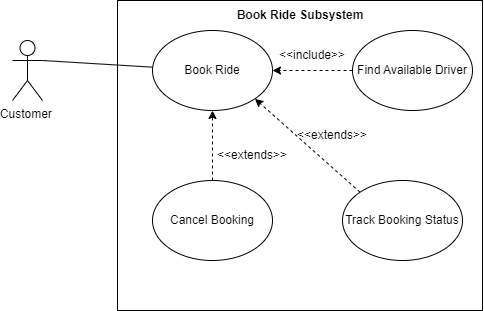 Book Ride Subsystem
<<include>>
Book Ride
Find Available Driver
Customer
<<extends>>
<<extends>>
Cancel Booking
Track Booking Status